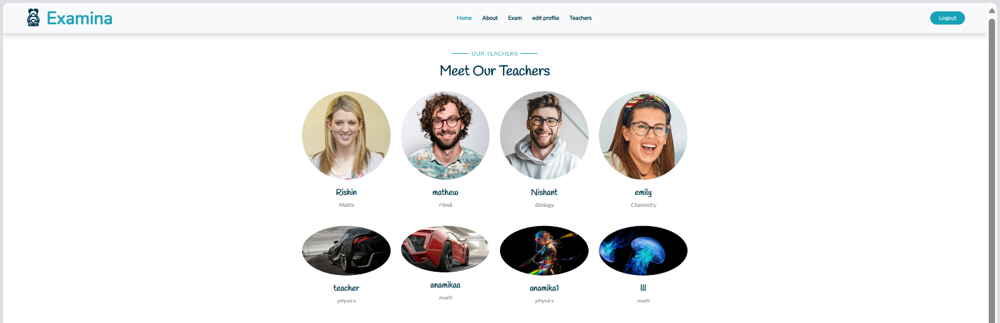 Examina
Home About Exam edit profile Teachers
Logout
OUR TEACHERS
Meet Our Teachers
Rishin mathew Nishant emily
Maths Hindi Biology Chemistry
teacher anamikaa anamika1 lll
physics math physics math